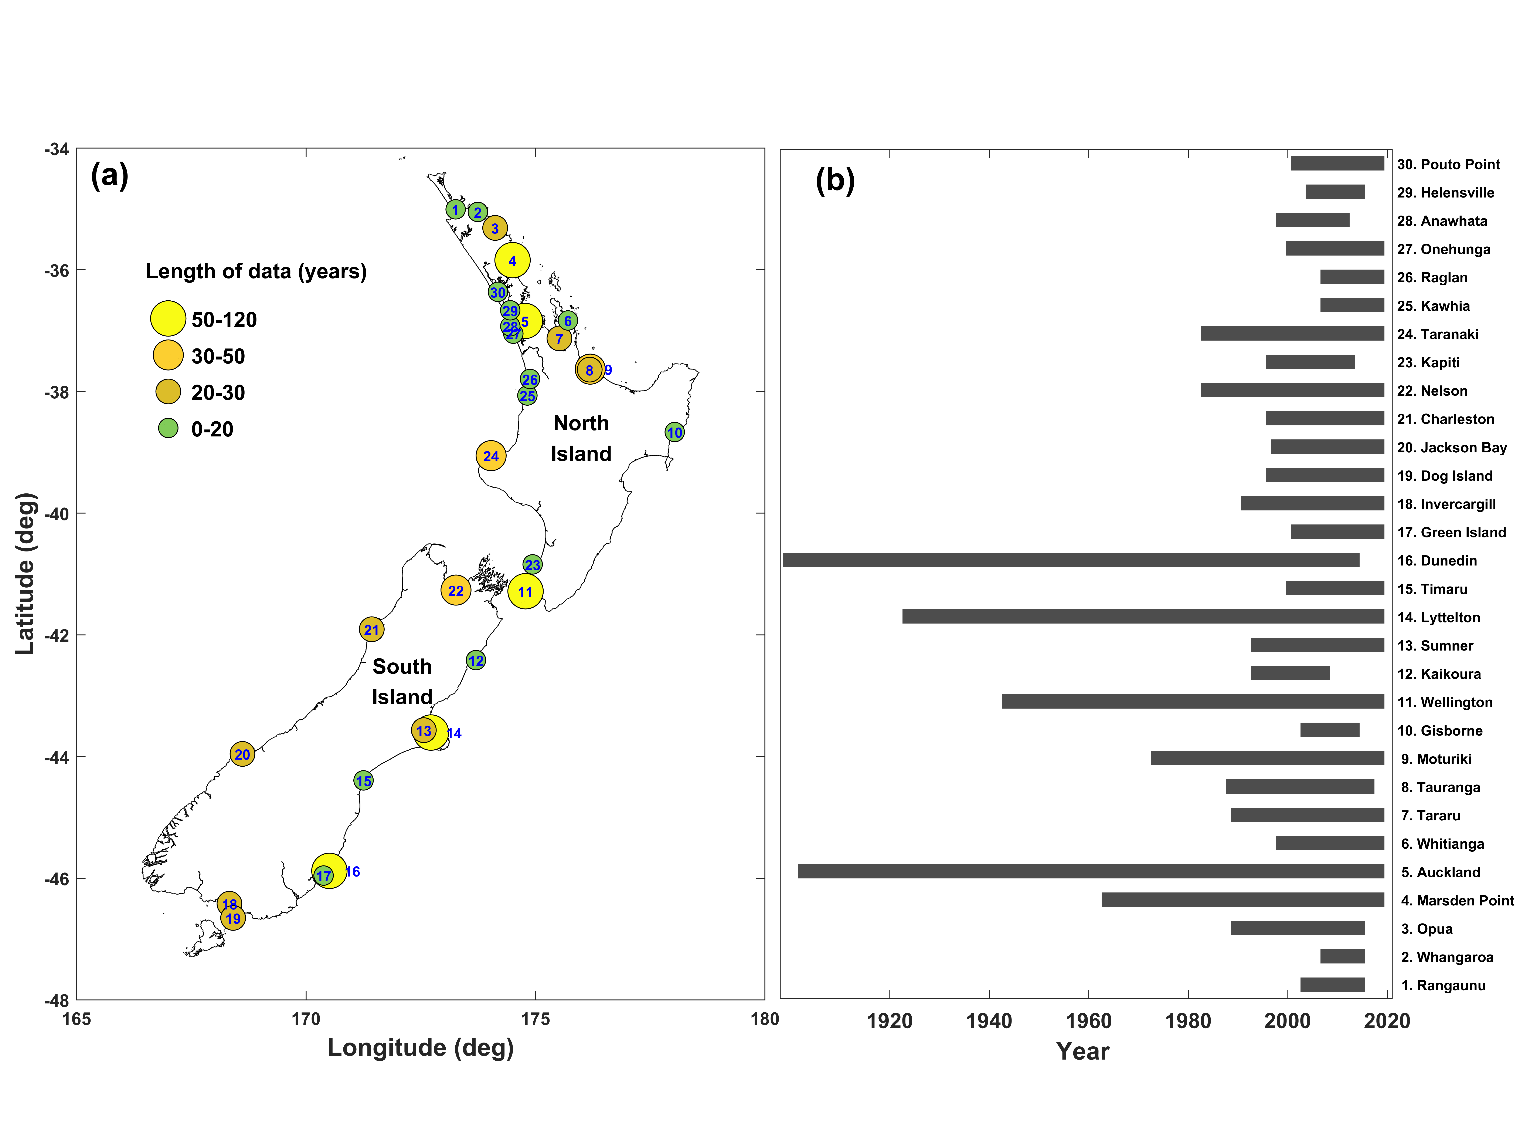 (a)
Length of data (years)
50-120
30-50
20-30
0-20
1
2
3
4
30
29
5
28
27
6
7
8
9
26
25
10
24
North
Island
23
22
11
21
12
South
Island
13
14
20
15
16
17
18
19
-34
-36
-38
-40
-42
-44
-46
-48
165
170
175
180
Latitude (deg)
Longitude (deg)
(b)
30. Pouto Point
29. Helensville
28. Anawhata
27. Onehunga
26. Raglan
25. Kawhia
24. Taranaki
23. Kapiti
22. Nelson
21. Charleston
20. Jackson Bay
19. Dog Island
18. Invercargill
17. Green Island
16. Dunedin
15. Timaru
14. Lyttelton
13. Sumner
12. Kaikoura
11. Wellington
10. Gisborne
9. Moturiki
8. Tauranga
7. Tararu
6. Whitianga
5. Auckland
4. Marsden Point
3. Opua
2. Whangaroa
1. Rangaunu
1920
1940
1960
1980
2000
2020
Year